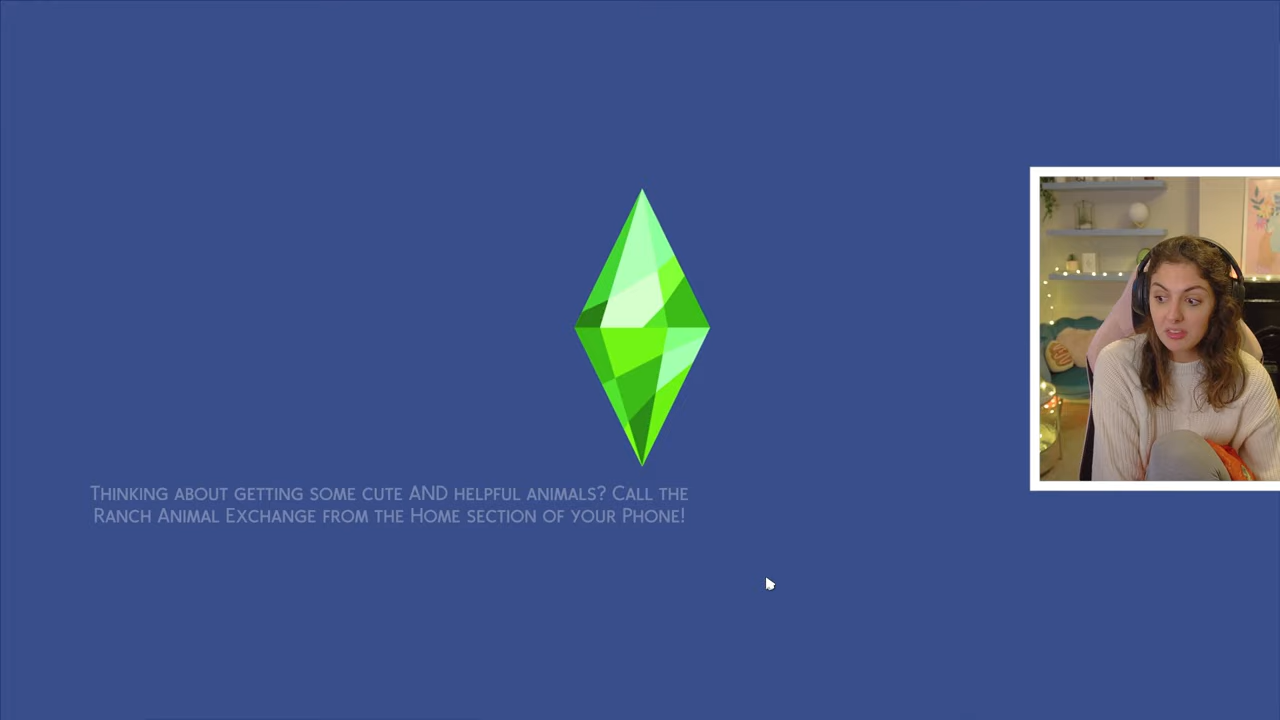 Thinking about getting some cute AND helpful animals? Call the
Ranch Animal Exchange from the Home section of your Phone!